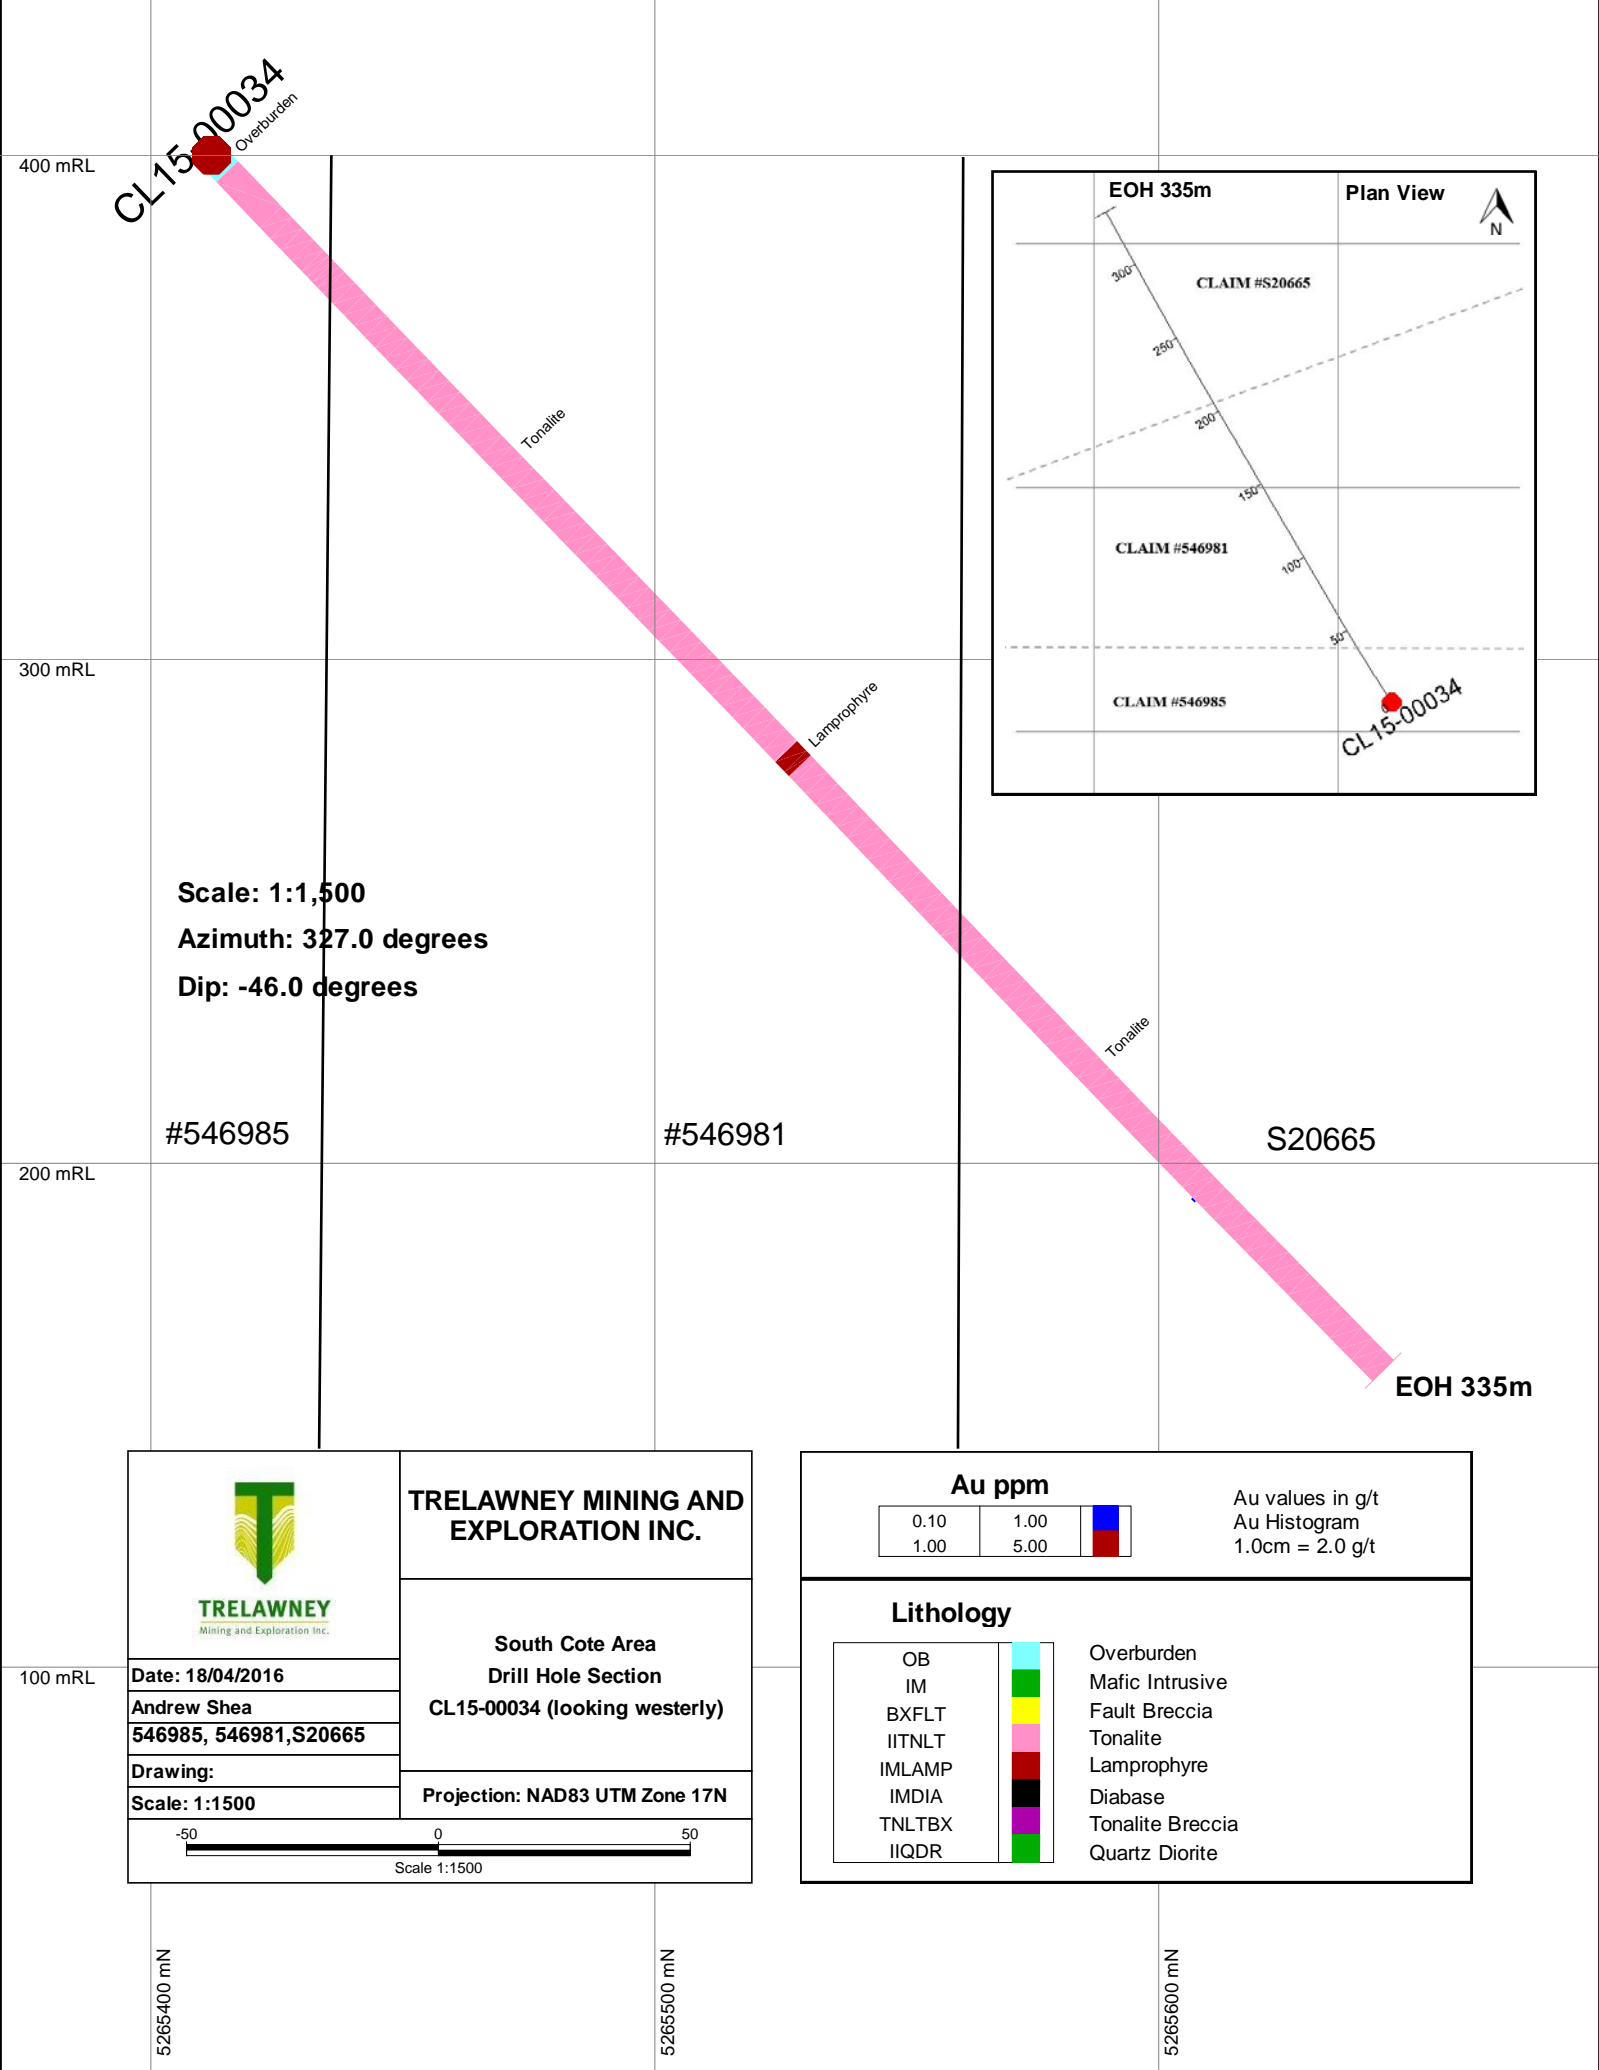 CL15-00034
Overburden
400 mRL
EOH 335m
Plan View
N
300
CLAIM #S20665
250
200
150
CLAIM #546981
100
50
CLAIM #546985
0
CL15-00034
Tonalite
300 mRL
Lamprophyre
Scale: 1:1,500
Azimuth: 327.0 degrees
Dip: -46.0 degrees
Tonalite
#546985
#546981
S20665
200 mRL
EOH 335m
TRELAWNEY
Mining and Exploration Inc.
TRELAWNEY MINING AND
EXPLORATION INC.
South Cote Area
Drill Hole Section
CL15-00034 (looking westerly)
Projection: NAD83 UTM Zone 17N
100 mRL
Date: 18/04/2016
Andrew Shea
546985, 546981,S20665
Drawing:
Scale: 1:1500
-50 0 50
Scale 1:1500
Au ppm
0.10 1.00
1.00 5.00
Au values in g/t
Au Histogram
1.0cm = 2.0 g/t
Lithology
OB Overburden
IM Mafic Intrusive
BXFLT Fault Breccia
IITNLT Tonalite
IMLAMP Lamprophyre
IMDIA Diabase
TNLTBX Tonalite Breccia
IIQDR Quartz Diorite
5265400 mN
5265500 mN
5265600 mN